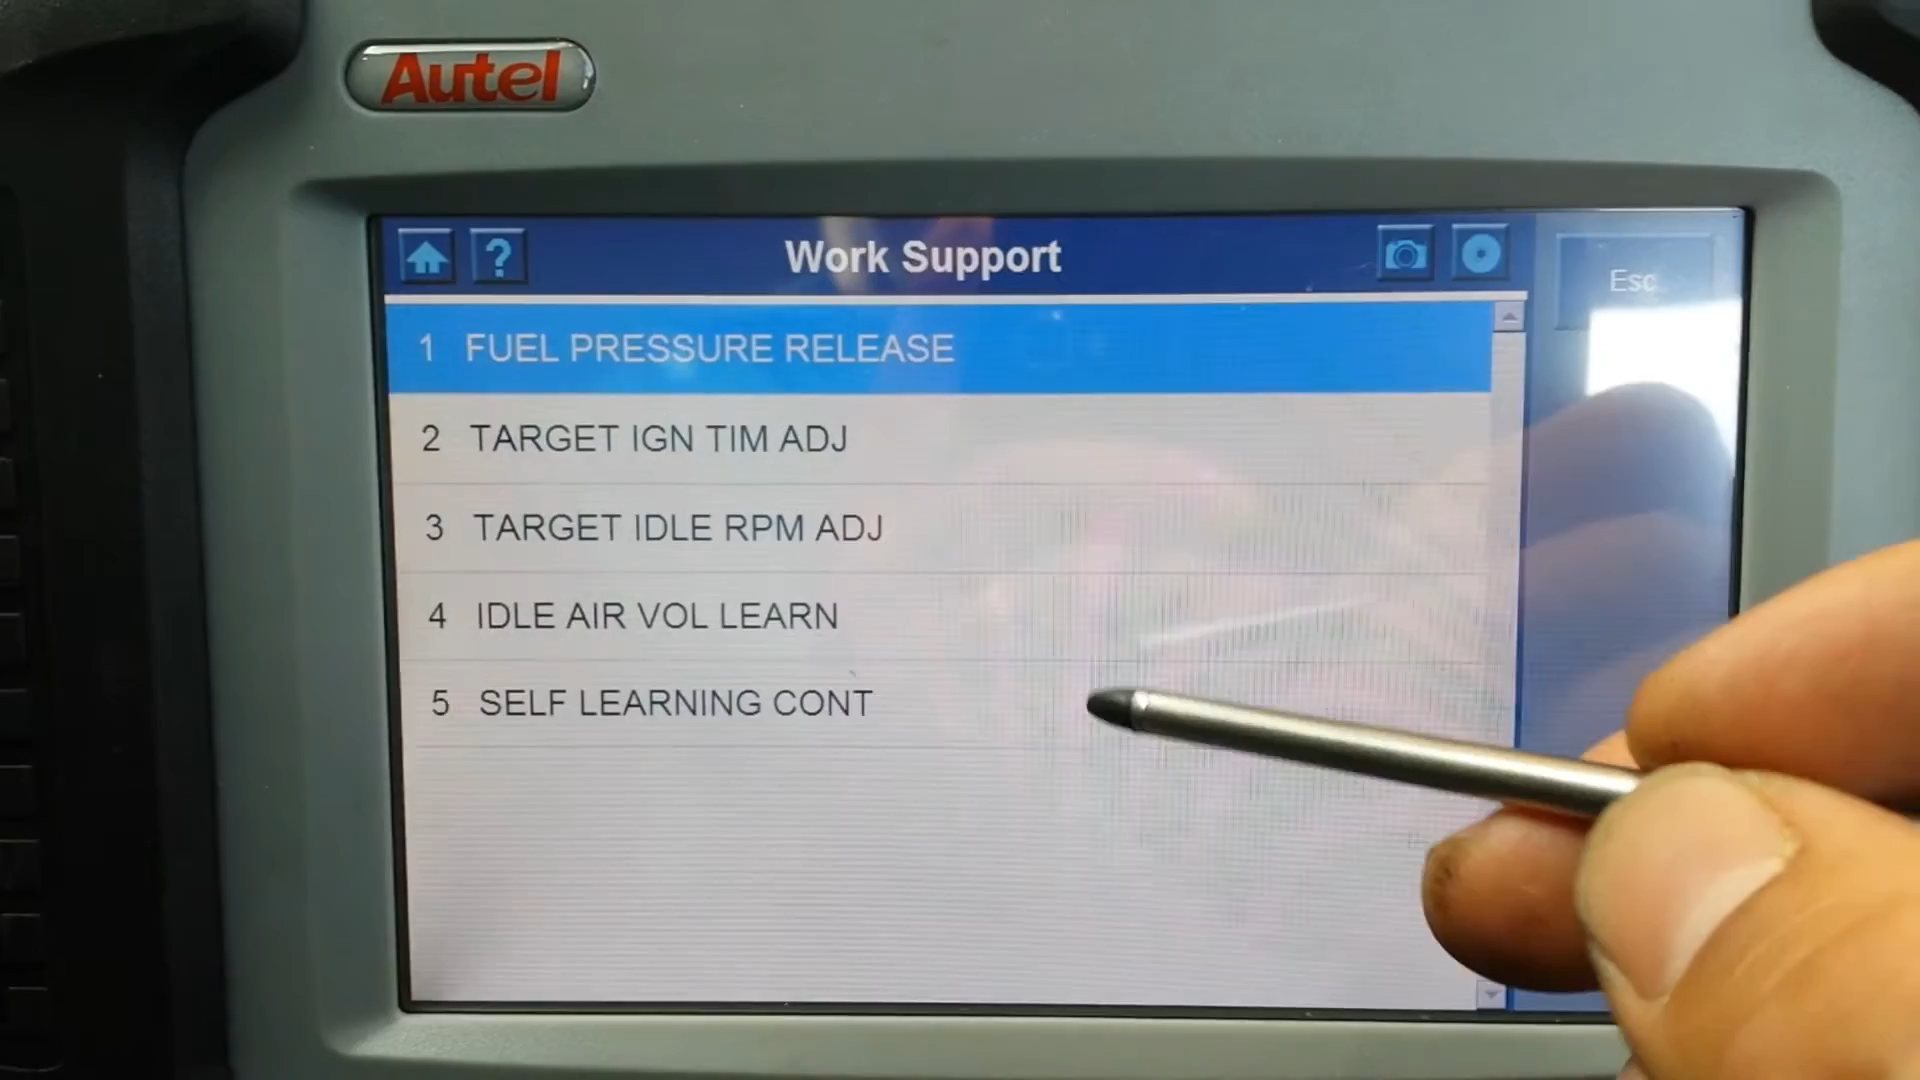 Autel
? Work Support
Esc
1 FUEL PRESSURE RELEASE
2 TARGET IGN TIM ADJ
3 TARGET IDLE RPM ADJ
4 IDLE AIR VOL LEARN
5 SELF LEARNING CONT